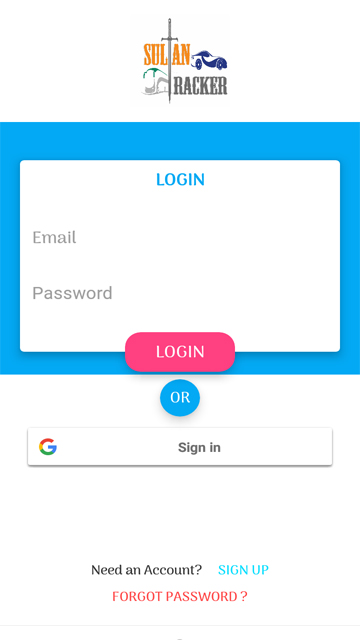 SULTAN
TRACKER
LOGIN
Email
Password
LOGIN
OR
Sign in
Need an Account? SIGN UP
FORGOT PASSWORD ?